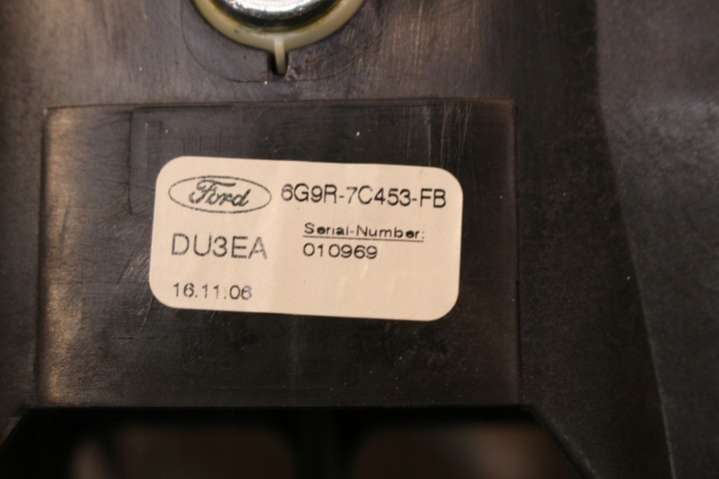 Ford 6G9R-7C453-FB
DU3EA Serial-Number:
010969
16.11.06